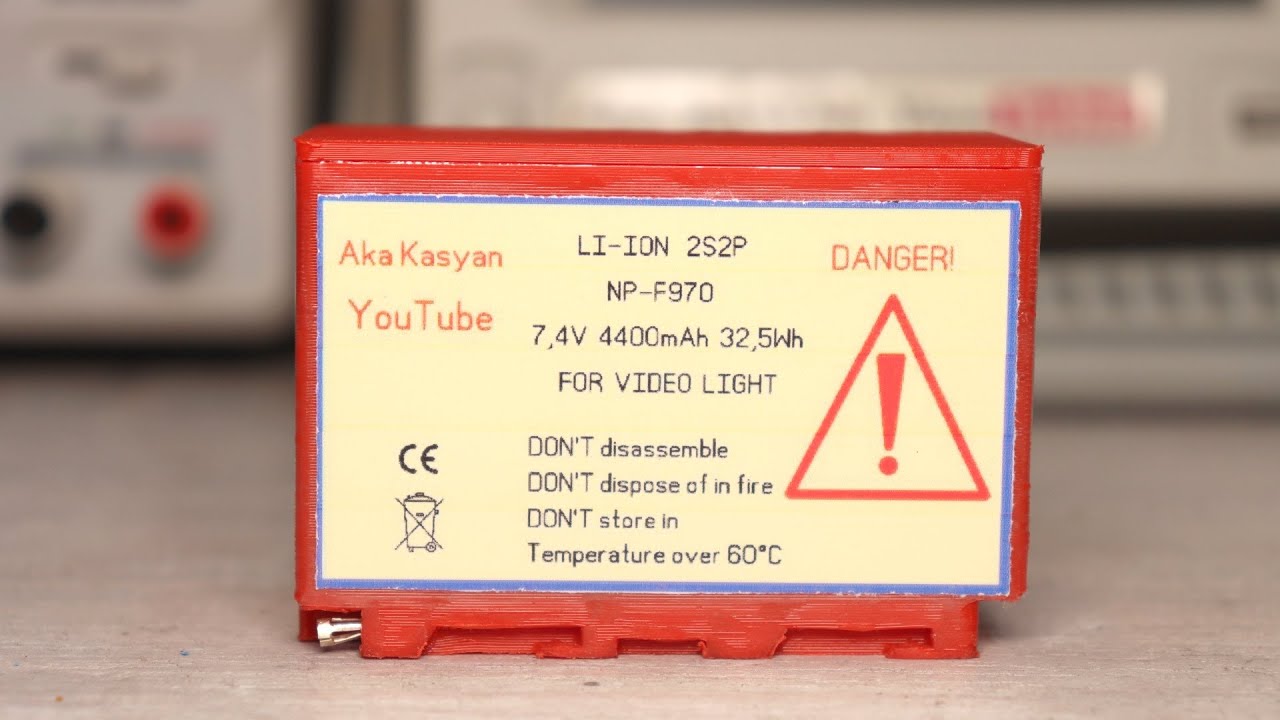 Aka Kasyan
YouTube
LI-ION 2S2P
NP-F970
7,4V 4400mAh 32,5Wh
FOR VIDEO LIGHT
DANGER!
!
CE
DON'T disassemble
DON'T dispose of in fire
DON'T store in
Temperature over 60°C